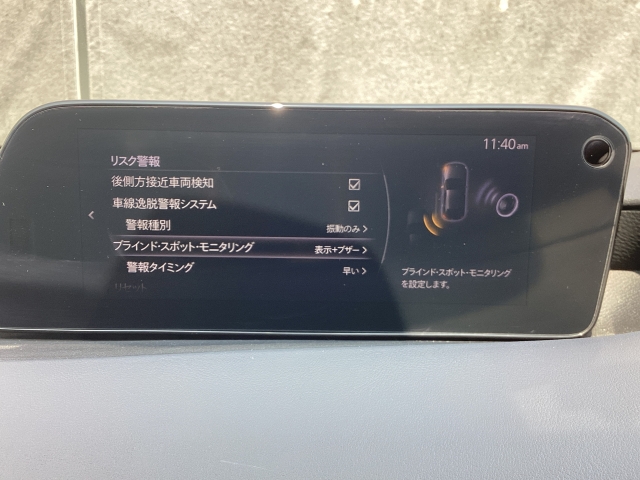 11:40am
リスク警報
後側方接近車両検知
車線逸脱警報システム
警報種別 振動のみ
ブラインド・スポット・モニタリング 表示+ブザー
警報タイミング 早い
リセット
ブラインド・スポット・モニタリング
を設定します。